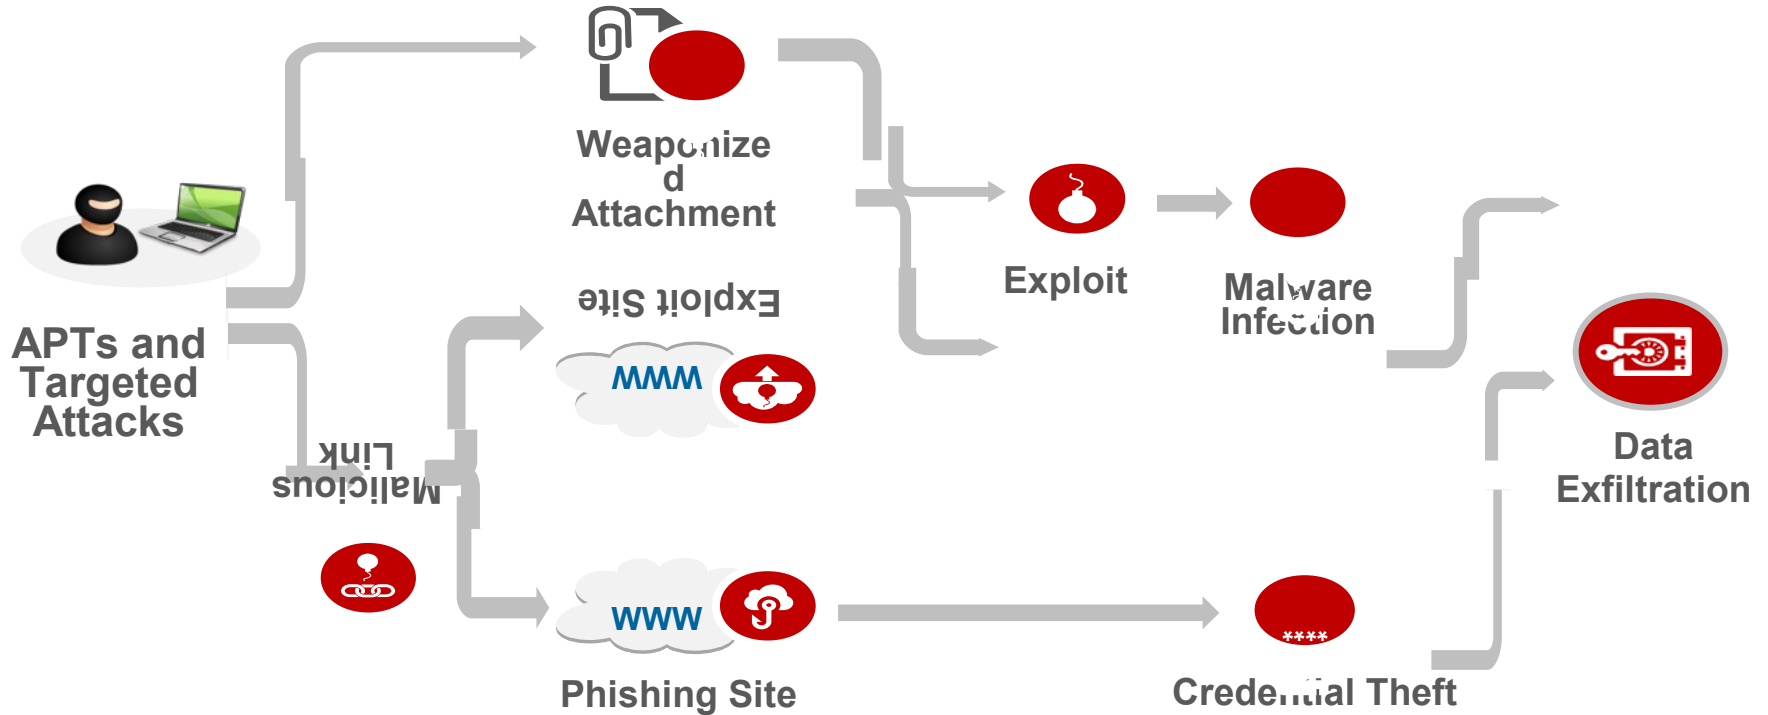 Weaponize
d
Attachment
Exploit Site
WWW
Exploit
Malware
Infection
APTs and
Targeted
Attacks
Malicious
Link
Data
Exfiltration
WWW
Phishing Site
****
Credential Theft